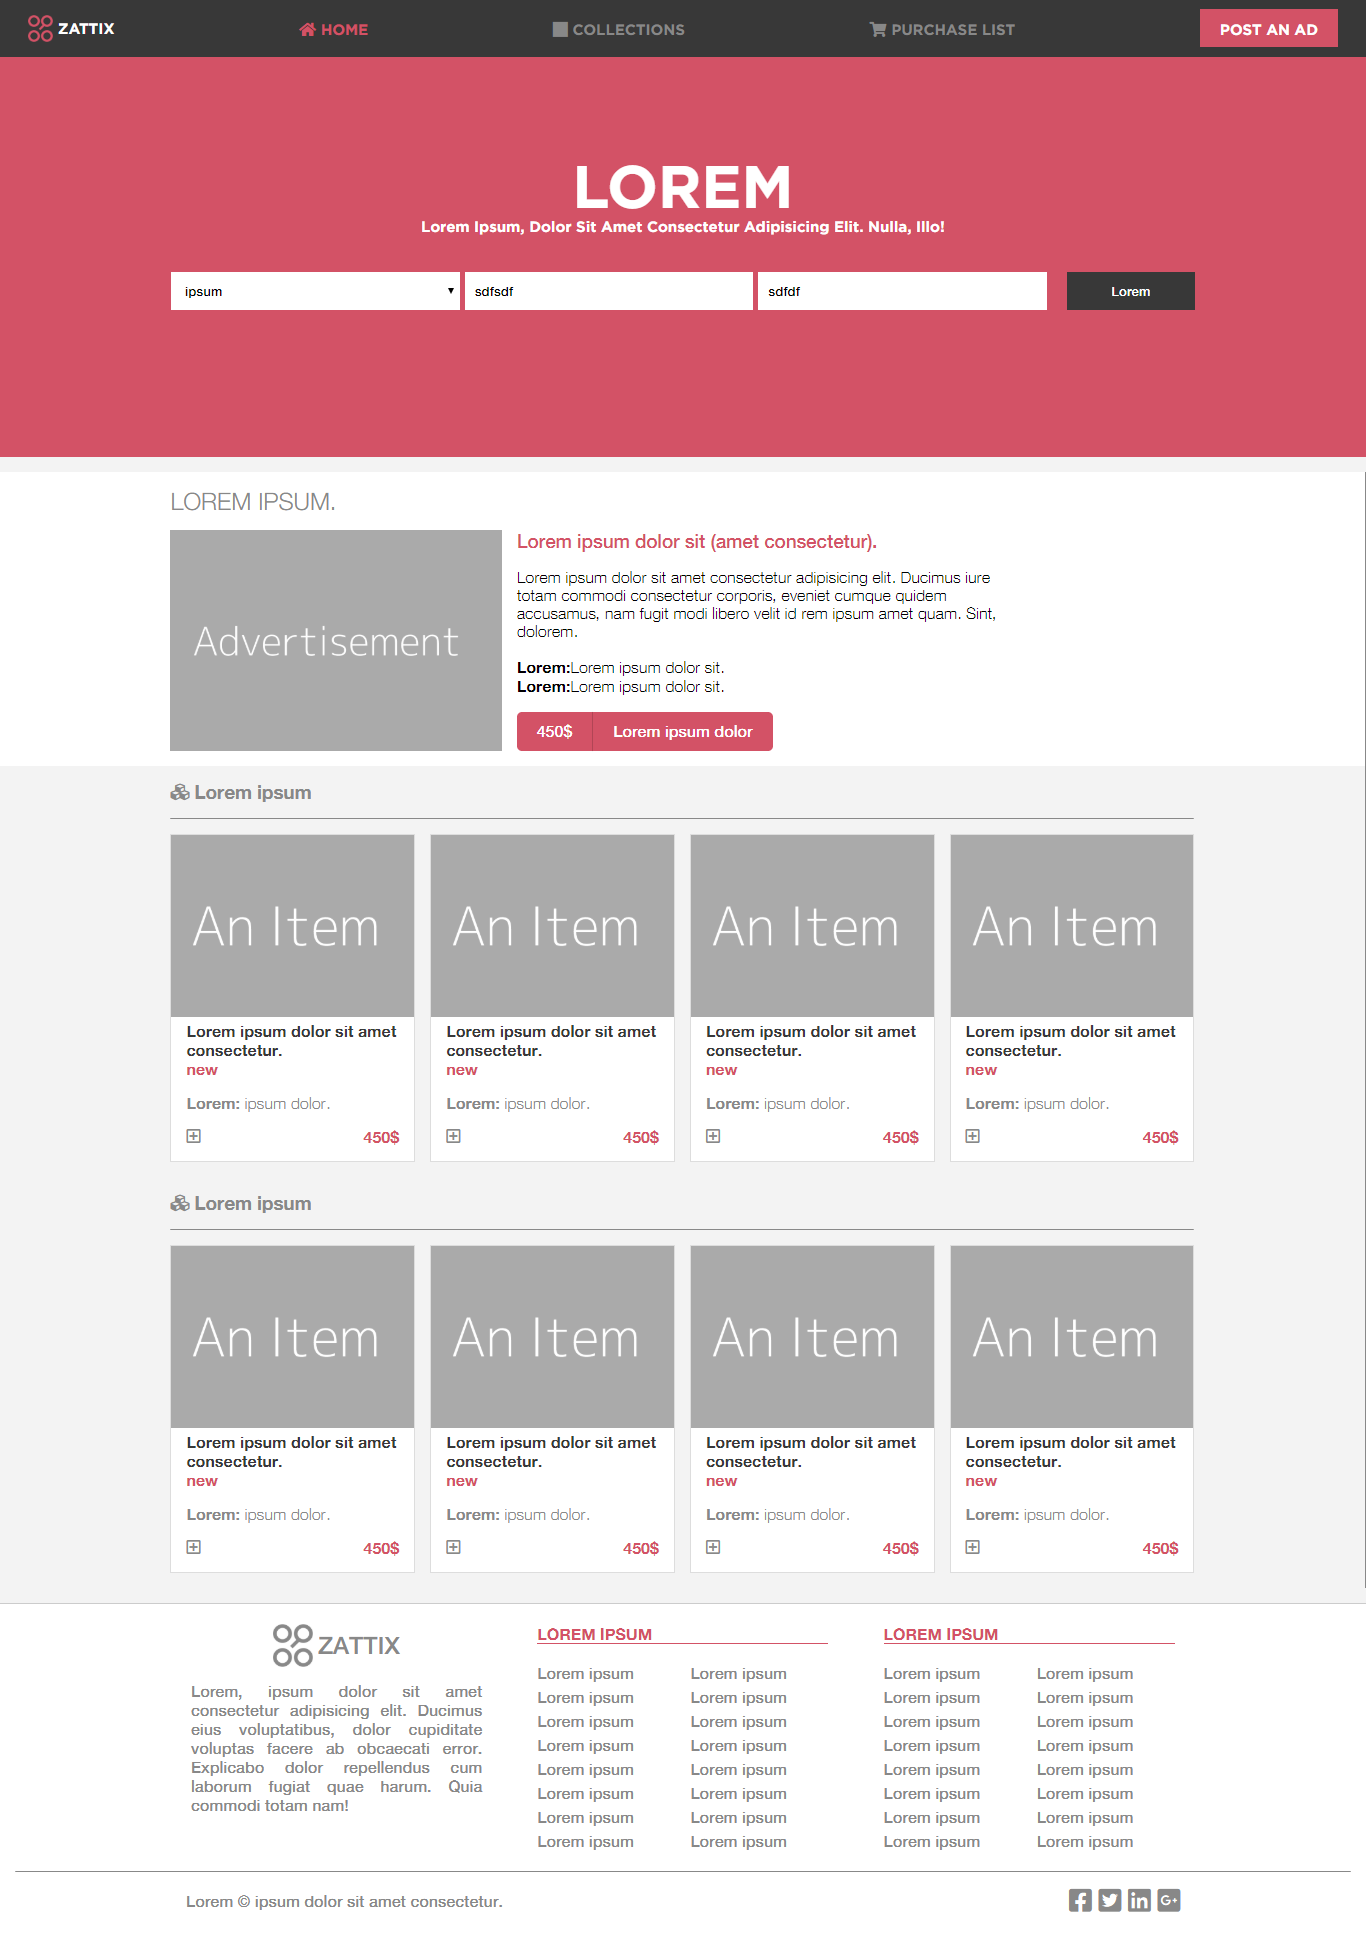 ZATTIX
HOME
COLLECTIONS
PURCHASE LIST
POST AN AD
LOREM
Lorem Ipsum, Dolor Sit Amet Consectetur Adipisicing Elit. Nulla, Illo!
ipsum
sdfsdf
sdfdf
Lorem
LOREM IPSUM.
Advertisement
Lorem ipsum dolor sit (amet consectetur).
Lorem ipsum dolor sit amet consectetur adipisicing elit. Ducimus iure
totam commodi consectetur corporis, eveniet cumque quidem
accusamus, nam fugit modi libero velit id rem ipsum amet quam. Sint,
dolorem.
Lorem:Lorem ipsum dolor sit.
Lorem:Lorem ipsum dolor sit.
450$ Lorem ipsum dolor
Lorem ipsum
An Item
Lorem ipsum dolor sit amet
consectetur.
new
Lorem: ipsum dolor.
450$
An Item
Lorem ipsum dolor sit amet
consectetur.
new
Lorem: ipsum dolor.
450$
An Item
Lorem ipsum dolor sit amet
consectetur.
new
Lorem: ipsum dolor.
450$
An Item
Lorem ipsum dolor sit amet
consectetur.
new
Lorem: ipsum dolor.
450$
Lorem ipsum
An Item
Lorem ipsum dolor sit amet
consectetur.
new
Lorem: ipsum dolor.
450$
An Item
Lorem ipsum dolor sit amet
consectetur.
new
Lorem: ipsum dolor.
450$
An Item
Lorem ipsum dolor sit amet
consectetur.
new
Lorem: ipsum dolor.
450$
An Item
Lorem ipsum dolor sit amet
consectetur.
new
Lorem: ipsum dolor.
450$
ZATTIX
Lorem, ipsum dolor sit amet
consectetur adipisicing elit. Ducimus
eius voluptatibus, dolor cupiditate
voluptas facere ab obcaecati error.
Explicabo dolor repellendus cum
laborum fugiat quae harum. Quia
commodi totam nam!
LOREM IPSUM
Lorem ipsum Lorem ipsum
Lorem ipsum Lorem ipsum
Lorem ipsum Lorem ipsum
Lorem ipsum Lorem ipsum
Lorem ipsum Lorem ipsum
Lorem ipsum Lorem ipsum
Lorem ipsum Lorem ipsum
Lorem ipsum Lorem ipsum
LOREM IPSUM
Lorem ipsum Lorem ipsum
Lorem ipsum Lorem ipsum
Lorem ipsum Lorem ipsum
Lorem ipsum Lorem ipsum
Lorem ipsum Lorem ipsum
Lorem ipsum Lorem ipsum
Lorem ipsum Lorem ipsum
Lorem ipsum Lorem ipsum
Lorem © ipsum dolor sit amet consectetur.